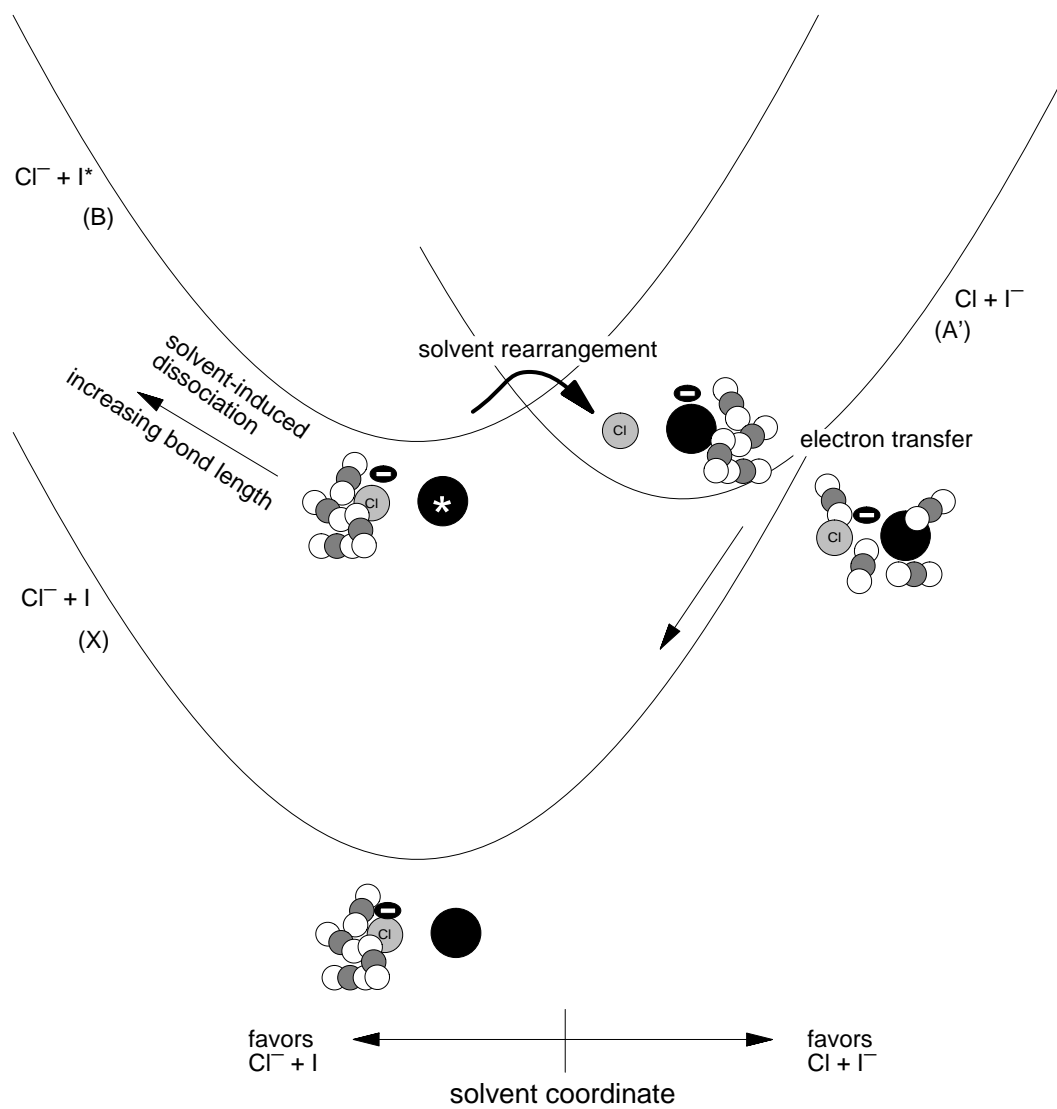 Cl¯ + I*
(B)
Cl + I¯
(A’)
solvent rearrangement
solvent-induced
dissociation
increasing bond length
Cl
electron transfer
Cl
*
Cl
Cl¯ + I
(X)
Cl
favors
Cl¯ + I
favors
Cl + I¯
solvent coordinate